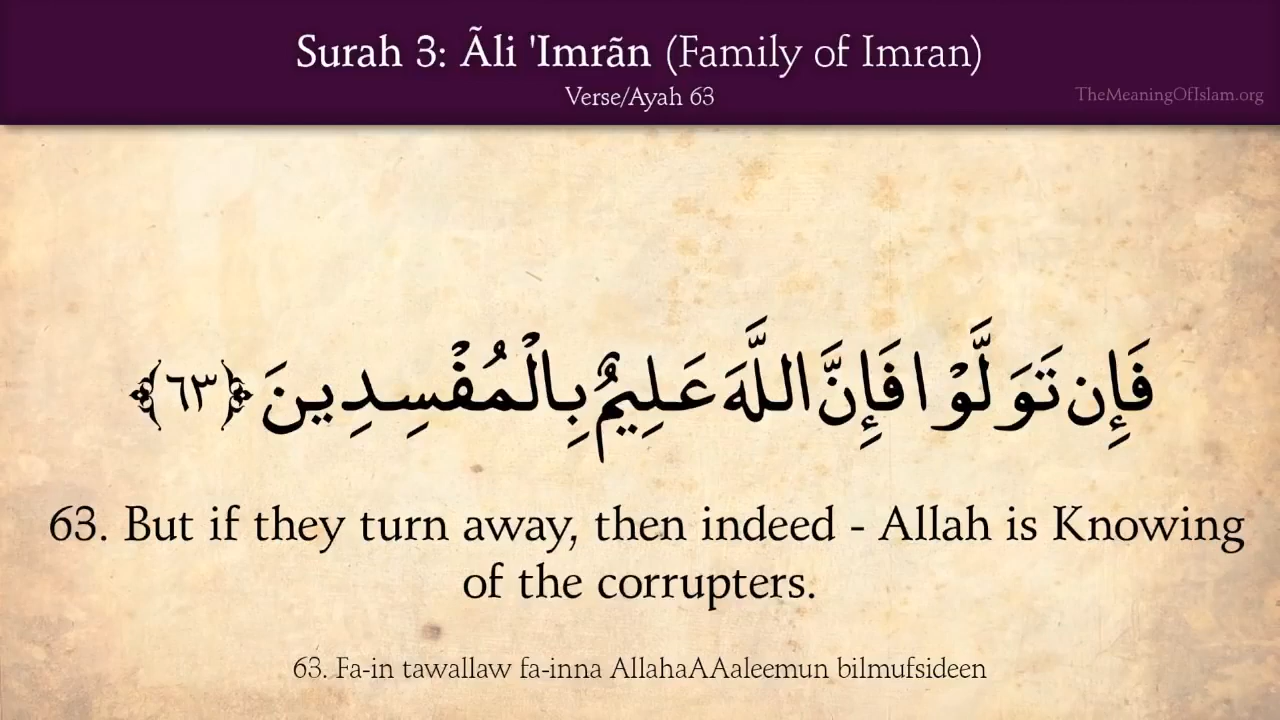 Surah 3: Ãli 'Imrãn (Family of Imran)
Verse/Ayah 63
TheMeaningOfIslam.org
فَإِن تَوَلَّوْا فَإِنَّ اللَّهَ عَلِيمٌ بِالْمُفْسِدِينَ ﴿٦٣﴾
63. But if they turn away, then indeed - Allah is Knowing
of the corrupters.
63. Fa-in tawallaw fa-inna AllahaAAaleemun bilmufsideen